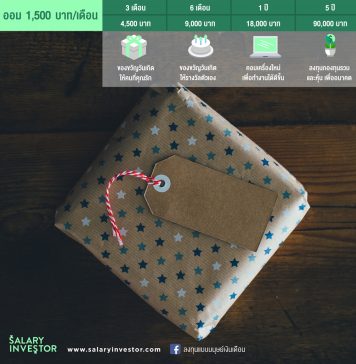 ออม 1,500 บาท/เดือน
3 เดือน
6 เดือน
1 ปี
5 ปี
4,500 บาท
9,000 บาท
18,000 บาท
90,000 บาท
ของขวัญวันเกิด
ให้คนที่คุณรัก
ของขวัญวันเกิด
ให้รางวัลตัวเอง
คอมเครื่องใหม่
เพื่อทำงานได้ดีขึ้น
ลงทุนกองทุนรวม
และหุ้น เพื่ออนาคต
SALARY
INVESTOR
www.salaryinvestor.com
f ลงทุนแบบมนุษย์เงินเดือน